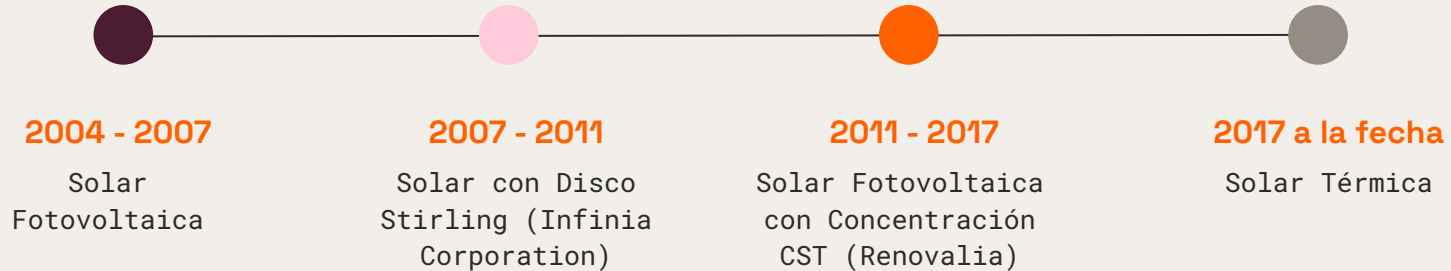 2004 - 2007
Solar
Fotovoltaica
2007 - 2011
Solar con Disco
Stirling (Infinia
Corporation)
2011 - 2017
Solar Fotovoltaica
con Concentración
CST (Renovalia)
2017 a la fecha
Solar Térmica